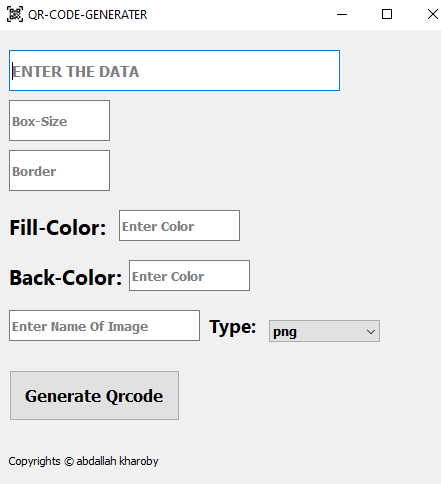 QR-CODE-GENERATER
ENTER THE DATA
Box-Size
Border
Fill-Color: Enter Color
Back-Color: Enter Color
Enter Name Of Image Type: png
Generate Qrcode
Copyrights © abdallah kharoby